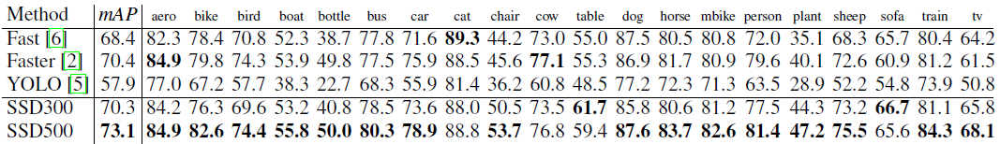 Method mAP aero bike bird boat bottle bus car cat chair cow table dog horse mbike person plant sheep sofa train tv
Fast [6] 68.4 82.3 78.4 70.8 52.3 38.7 77.8 71.6 89.3 44.2 73.0 55.0 87.5 80.5 80.8 72.0 35.1 68.3 65.7 80.4 64.2
Faster [2] 70.4 84.9 79.8 74.3 53.9 49.8 77.5 75.9 88.5 45.6 77.1 55.3 86.9 81.7 80.9 79.6 40.1 72.6 60.9 81.2 61.5
YOLO [5] 57.9 77.0 67.2 57.7 38.3 22.7 68.3 55.9 81.4 36.2 60.8 48.5 77.2 72.3 71.3 63.5 28.9 52.2 54.8 73.9 50.8
SSD300 70.3 84.2 76.3 69.6 53.2 40.8 78.5 73.6 88.0 50.5 73.5 61.7 85.8 80.6 81.2 77.5 44.3 73.2 66.7 81.1 65.8
SSD500 73.1 84.9 82.6 74.4 55.8 50.0 80.3 78.9 88.8 53.7 76.8 59.4 87.6 83.7 82.6 81.4 47.2 75.5 65.6 84.3 68.1